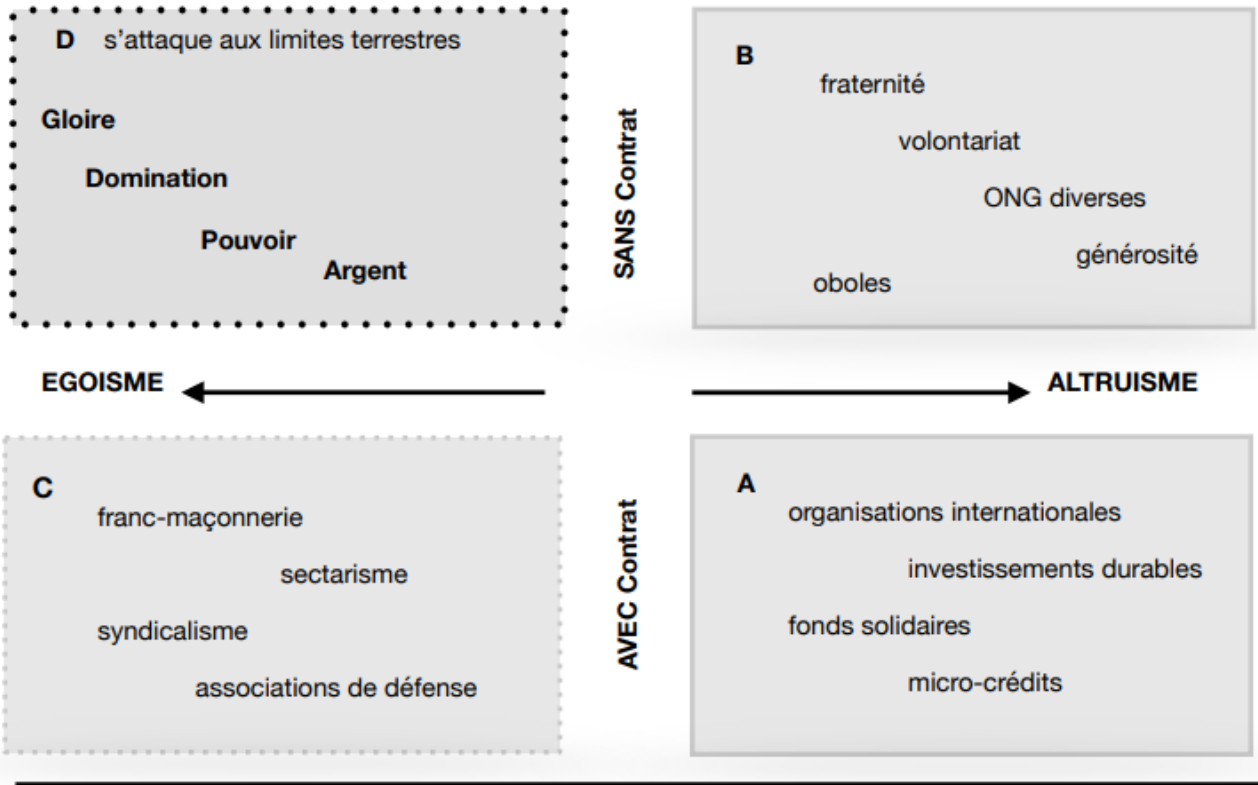 D s’attaque aux limites terrestres
Gloire
Domination
Pouvoir
Argent
SANS Contrat
B
fraternité
volontariat
ONG diverses
générosité
oboles
EGOISME
ALTRUISME
C
franc-maçonnerie
sectarisme
syndicalisme
associations de défense
AVEC Contrat
A
organisations internationales
investissements durables
fonds solidaires
micro-crédits